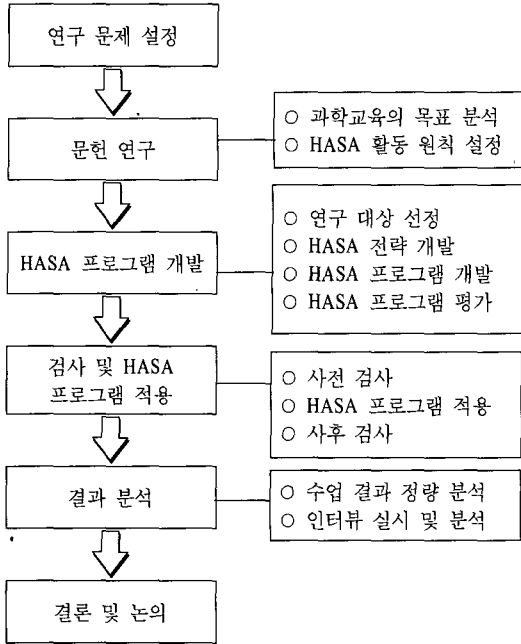 연구 문제 설정
문헌 연구
○ 과학교육의 목표 분석
○ HASA 활동 원칙 설정
HASA 프로그램 개발
○ 연구 대상 선정
○ HASA 전략 개발
○ HASA 프로그램 개발
○ HASA 프로그램 평가
검사 및 HASA
프로그램 적용
○ 사전 검사
○ HASA 프로그램 적용
○ 사후 검사
결과 분석
○ 수업 결과 정량 분석
○ 인터뷰 실시 및 분석
결론 및 논의